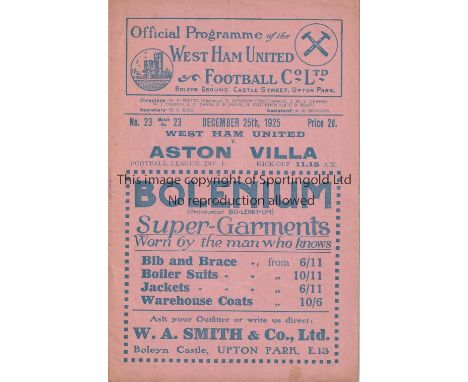 Official Programme of the
WEST HAM UNITED
FOOTBALL Co LTD
BOLEYN GROUND, CASTLE STREET, UPTON PARK.
No. 23 Match No. 23 DECEMBER 25th, 1925 Price 2d.
WEST HAM UNITED
v.
ASTON VILLA
FOOTBALL LEAGUE, DIV. I. KICK-OFF 11.15 A.M.
This image copyright of Sportingold Ltd
BOLENIUM
No reproduction allowed
(Pronounced BO-LENNY-UM)
Super-Garments
Worn by the man who knows
Bib and Brace - from 6/11
Boiler Suits - - „ 10/11
Jackets - - - „ 6/11
Warehouse Coats „ 10/6
Ask your Outfitter or write us direct:
W. A. SMITH & Co., Ltd.
Boleyn Castle, UPTON PARK, E.13